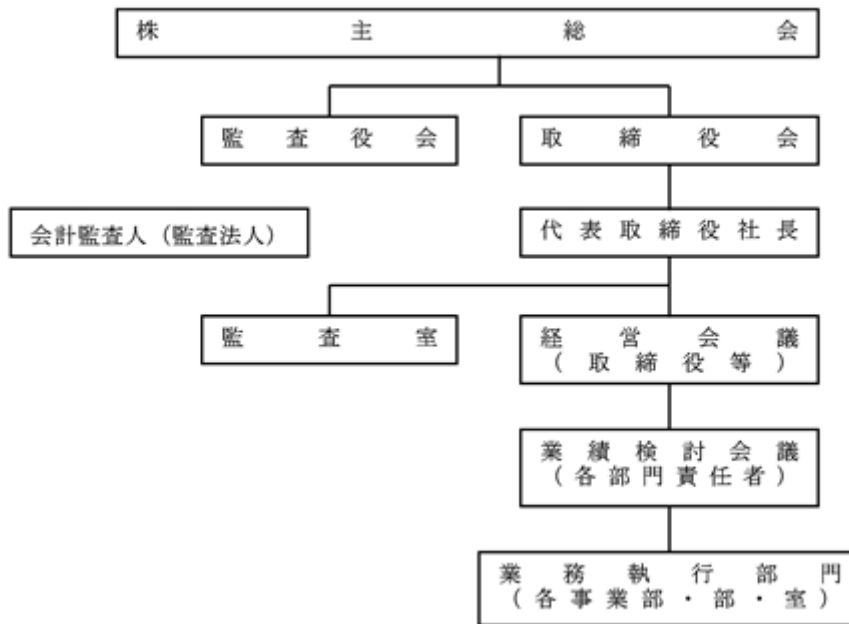 株主総会
監査役会
取締役会
会計監査人（監査法人）
代表取締役社長
監査室
経営会議
（取締役等）
業績検討会議
（各部門責任者）
業務執行部門
（各事業部・部・室）